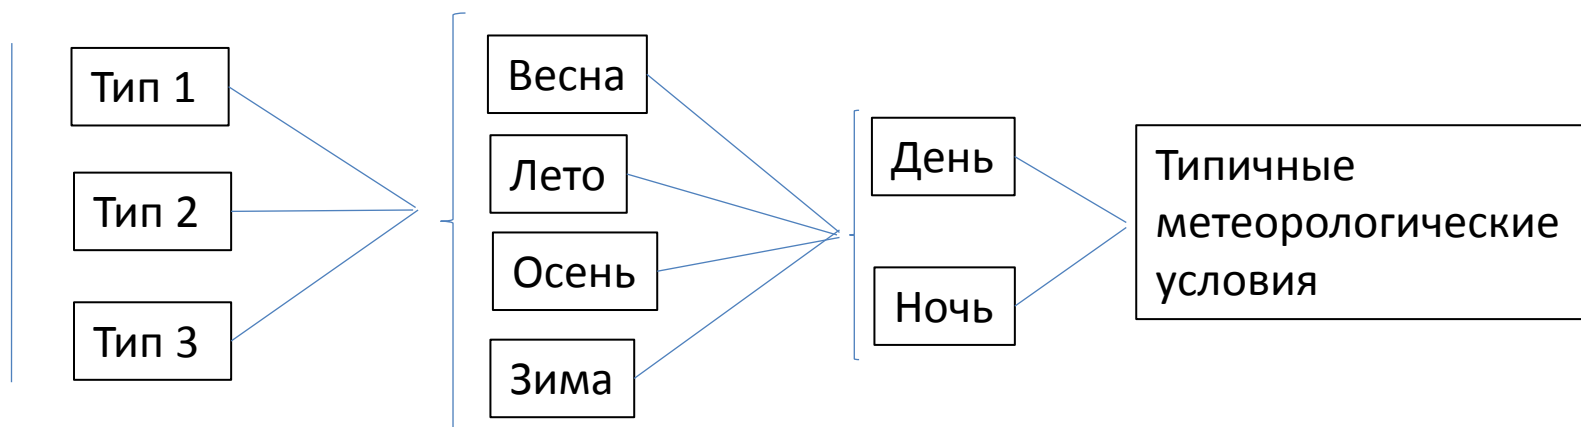 Тип 1
Тип 2
Тип 3
Весна
Лето
Осень
Зима
День
Ночь
Типичные
метеорологические
условия